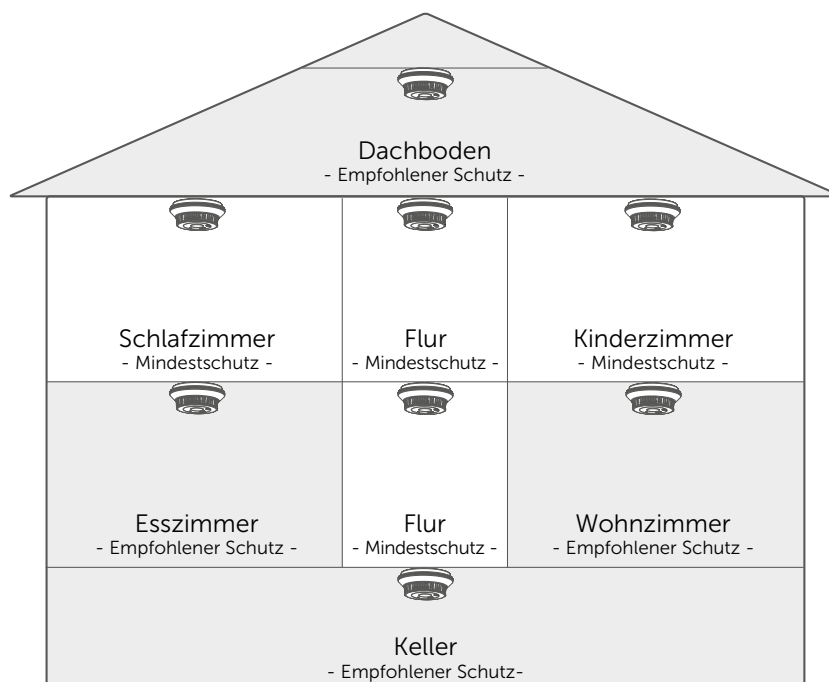 Dachboden
- Empfohlener Schutz -
Schlafzimmer
- Mindestschutz -
Flur
- Mindestschutz -
Kinderzimmer
- Mindestschutz -
Esszimmer
- Empfohlener Schutz -
Flur
- Mindestschutz -
Wohnzimmer
- Empfohlener Schutz -
Keller
- Empfohlener Schutz-